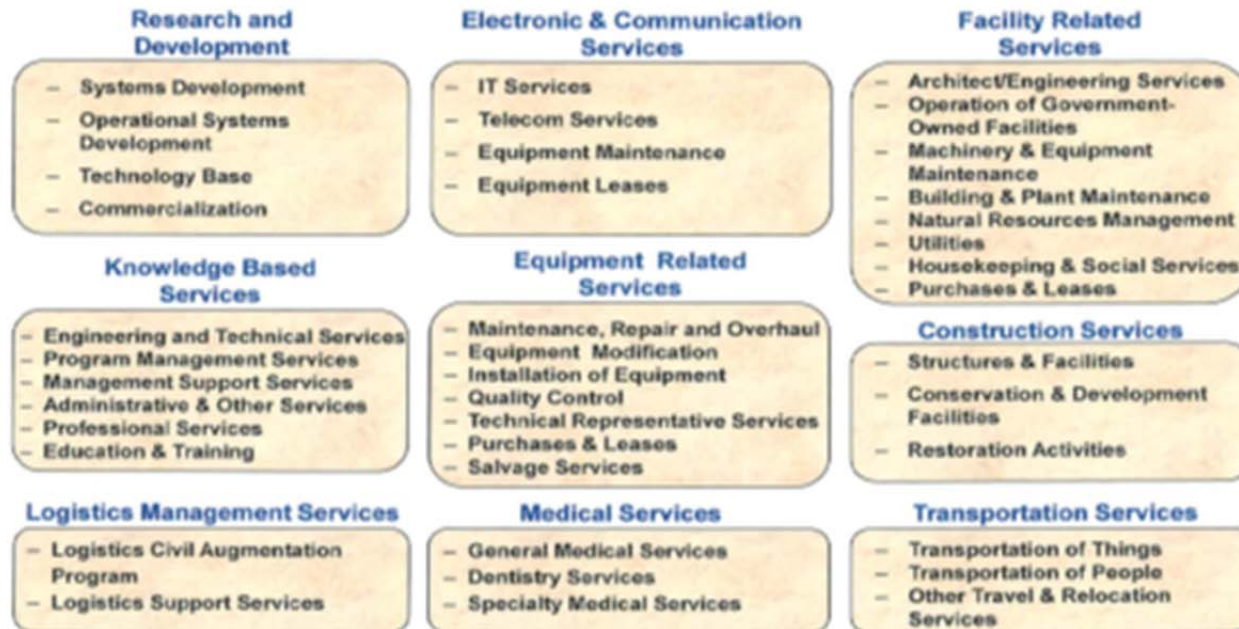 Research and
Development
– Systems Development
– Operational Systems
Development
– Technology Base
– Commercialization
Electronic & Communication
Services
– IT Services
– Telecom Services
– Equipment Maintenance
– Equipment Leases
Facility Related
Services
– Architect/Engineering Services
– Operation of Government-
Owned Facilities
– Machinery & Equipment
Maintenance
– Building & Plant Maintenance
– Natural Resources Management
– Utilities
– Housekeeping & Social Services
– Purchases & Leases
Knowledge Based
Services
– Engineering and Technical Services
– Program Management Services
– Management Support Services
– Administrative & Other Services
– Professional Services
– Education & Training
Equipment Related
Services
– Maintenance, Repair and Overhaul
– Equipment Modification
– Installation of Equipment
– Quality Control
– Technical Representative Services
– Purchases & Leases
– Salvage Services
Construction Services
– Structures & Facilities
– Conservation & Development
Facilities
– Restoration Activities
Logistics Management Services
– Logistics Civil Augmentation
Program
– Logistics Support Services
Medical Services
– General Medical Services
– Dentistry Services
– Specialty Medical Services
Transportation Services
– Transportation of Things
– Transportation of People
– Other Travel & Relocation
Services